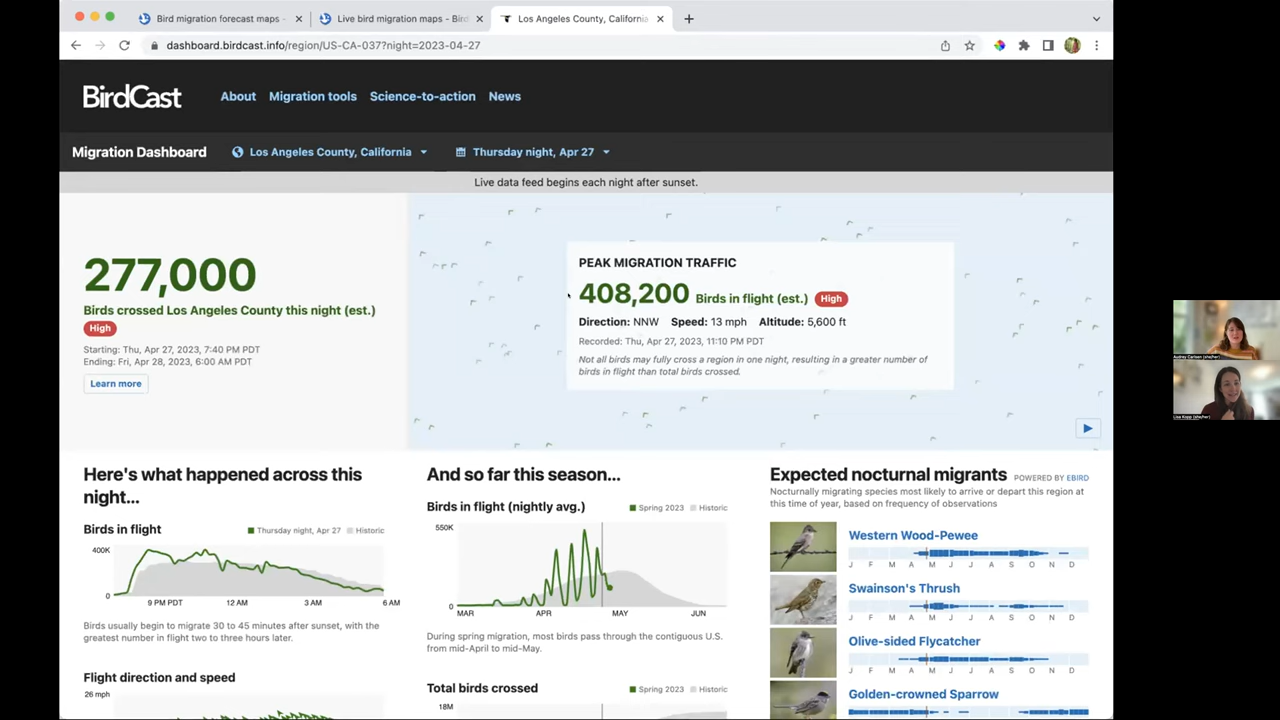 Bird migration forecast maps -
Live bird migration maps - Bird
Los Angeles County, California
dashboard.birdcast.info/region/US-CA-037?night=2023-04-27
BirdCast
About
Migration tools
Science-to-action
News
Migration Dashboard
Los Angeles County, California
Thursday night, Apr 27
Live data feed begins each night after sunset.
277,000
Birds crossed Los Angeles County this night (est.)
High
Starting: Thu, Apr 27, 2023, 7:40 PM PDT
Ending: Fri, Apr 28, 2023, 6:00 AM PDT
Learn more
PEAK MIGRATION TRAFFIC
408,200 Birds in flight (est.) High
Direction: NNW Speed: 13 mph Altitude: 5,600 ft
Recorded: Thu, Apr 27, 2023, 11:10 PM PDT
Not all birds may fully cross a region in one night, resulting in a greater number of
birds in flight than total birds crossed.
Here's what happened across this
night...
Birds in flight
Thursday night, Apr 27
Historic
400K
0
9 PM PDT
12 AM
3 AM
6 AM
Birds usually begin to migrate 30 to 45 minutes after sunset, with the
greatest number in flight two to three hours later.
Flight direction and speed
26 mph
And so far this season...
Birds in flight (nightly avg.)
Spring 2023
Historic
550K
0
MAR
APR
MAY
JUN
During spring migration, most birds pass through the contiguous U.S.
from mid-April to mid-May.
Total birds crossed
Spring 2023
Historic
18M
Expected nocturnal migrants
POWERED BY EBIRD
Nocturnally migrating species most likely to arrive or depart this region at
this time of year, based on frequency of observations
Western Wood-Pewee
J F M A M J J A S O N D
Swainson's Thrush
J F M A M J J A S O N D
Olive-sided Flycatcher
J F M A M J J A S O N D
Golden-crowned Sparrow
Audrey Carlsen (she/her)
Lisa Kopp (she/her)